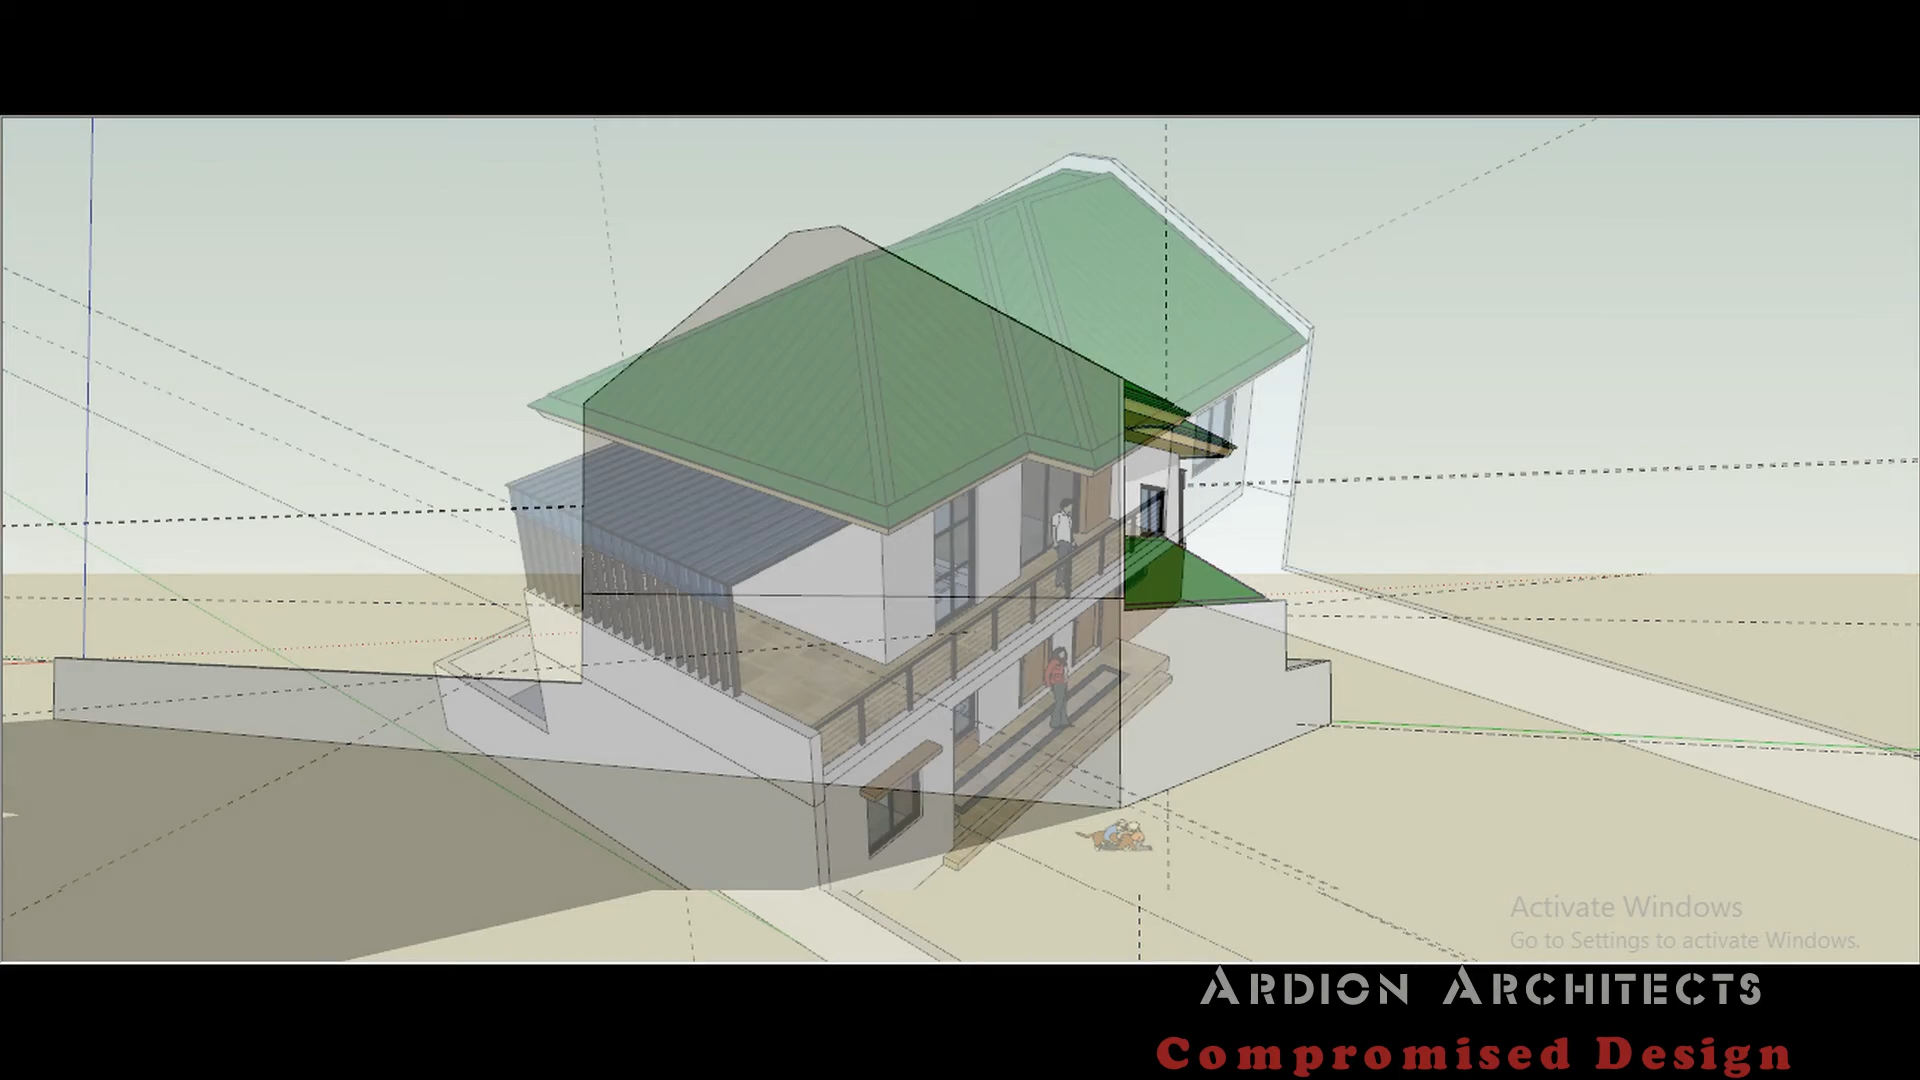 Activate Windows
Go to Settings to activate Windows.
Ardion Architects
Compromised Design